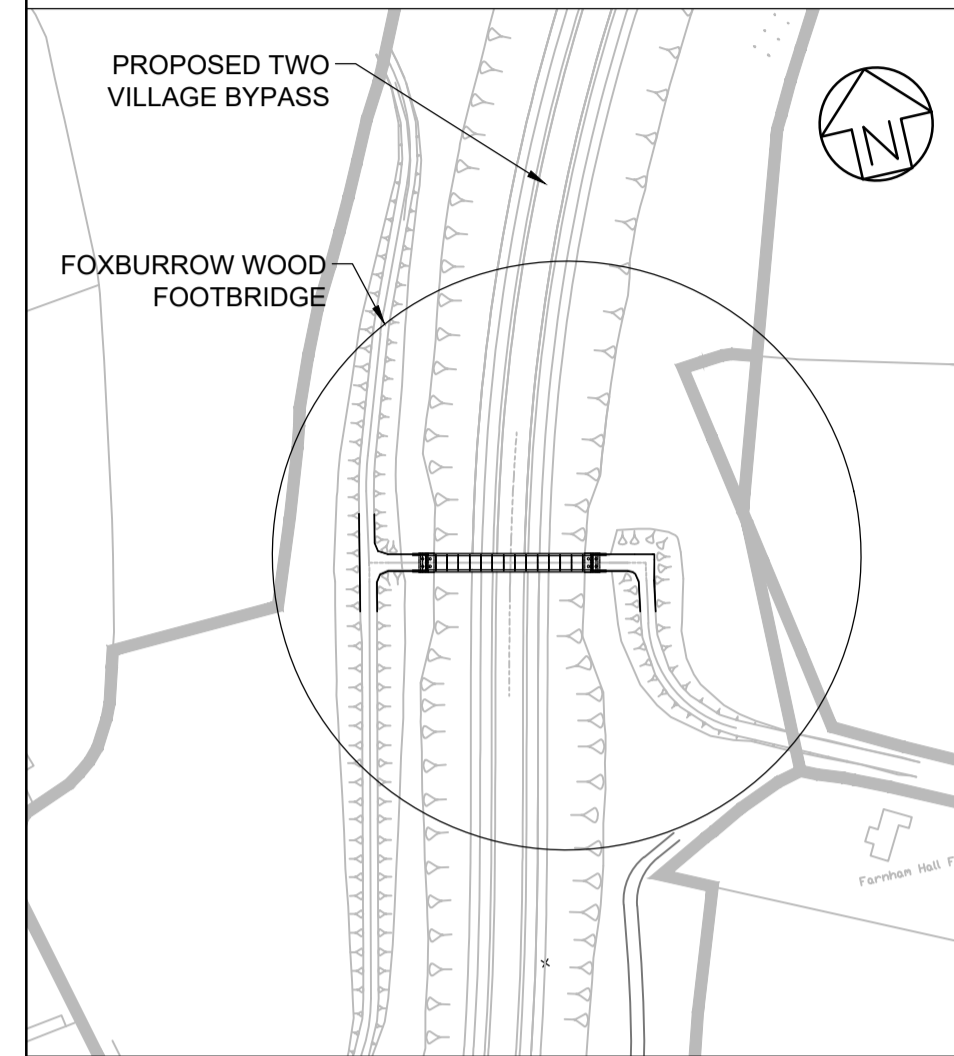 PROPOSED TWO
VILLAGE BYPASS
N
FOXBURROW WOOD
FOOTBRIDGE
Farnham Hall F